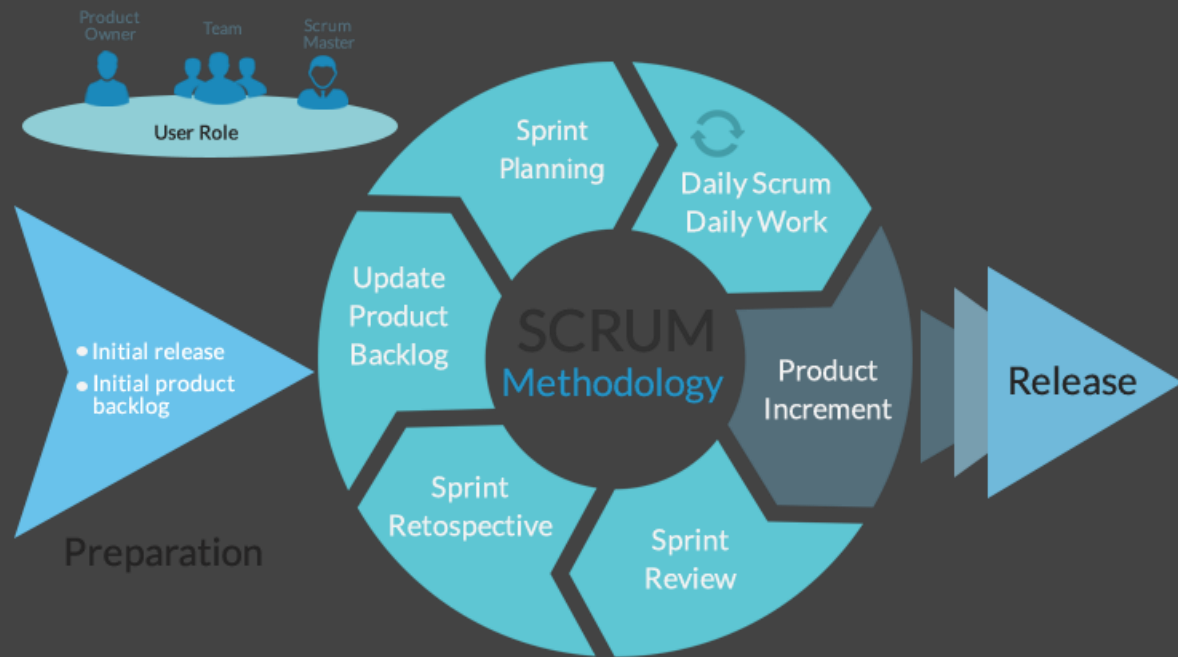 Product
Owner
Team
Scrum
Master
User Role
Sprint
Planning
Daily Scrum
Daily Work
Update
Product
Backlog
SCRUM
Methodology
• Initial release
• Initial product
backlog
Product
Increment
Release
Sprint
Retospective
Sprint
Review
Preparation